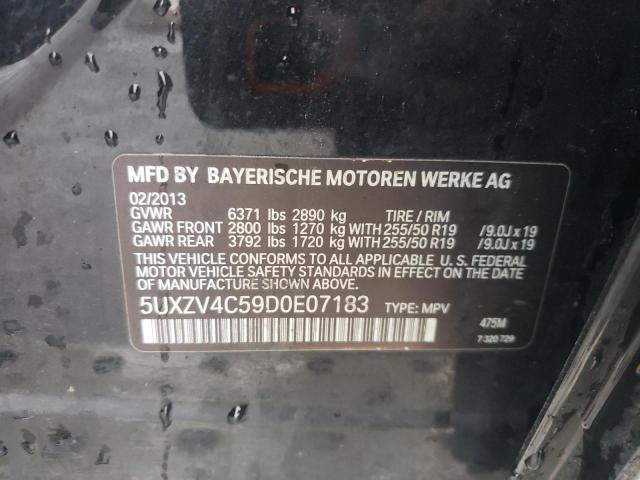 MFD BY BAYERISCHE MOTOREN WERKE AG
02/2013
GVWR 6371 lbs 2890 kg TIRE / RIM
GAWR FRONT 2800 lbs 1270 kg WITH 255/50 R19 /9.0J x 19
GAWR REAR 3792 lbs 1720 kg WITH 255/50 R19 /9.0J x 19
THIS VEHICLE CONFORMS TO ALL APPLICABLE U. S. FEDERAL
MOTOR VEHICLE SAFETY STANDARDS IN EFFECT ON THE DATE
OF MANUFACTURE SHOWN ABOVE.
5UXZV4C59D0E07183 TYPE: MPV
475M
7 320 729